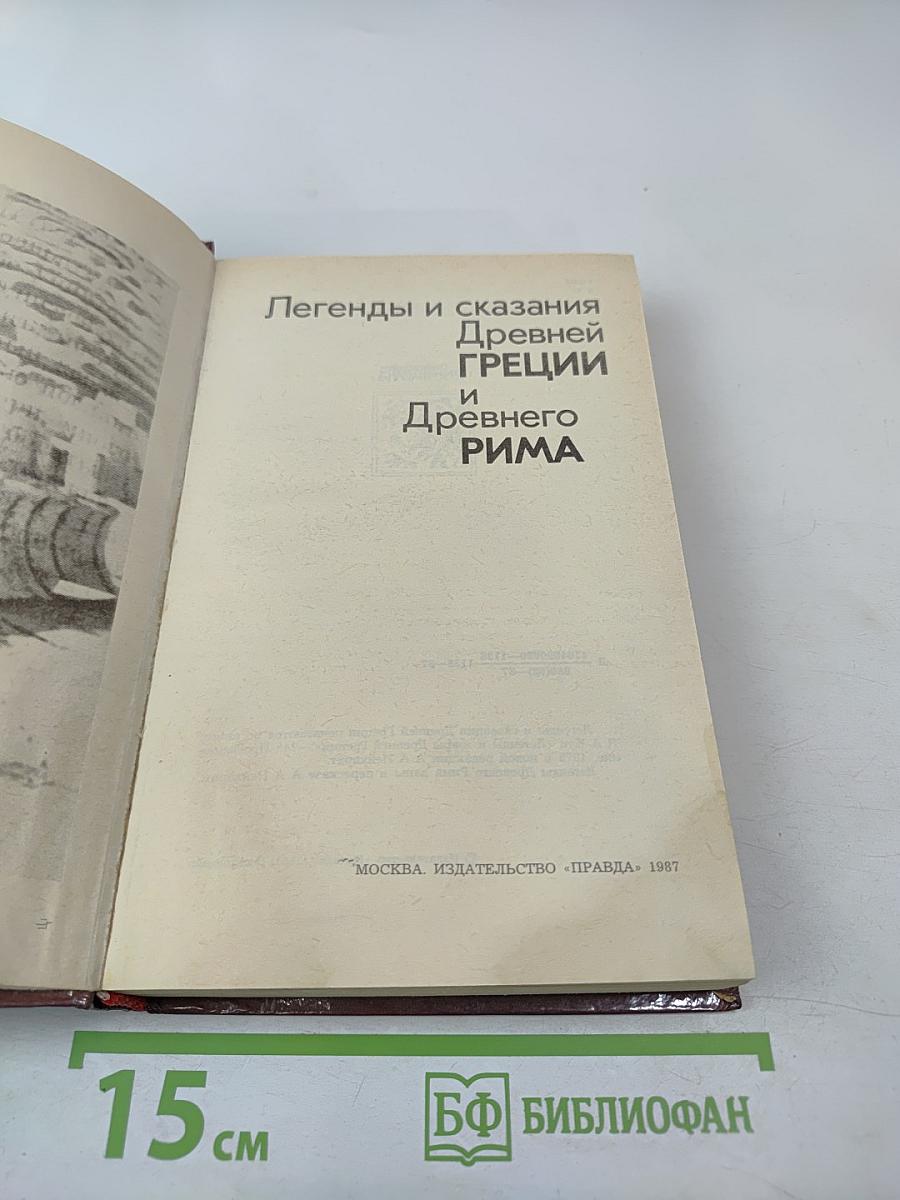 Легенды и сказания
Древней
ГРЕЦИИ
и
Древнего
РИМА
МОСКВА. ИЗДАТЕЛЬСТВО «ПРАВДА» 1987
15 см
БФ БИБЛИОФАН